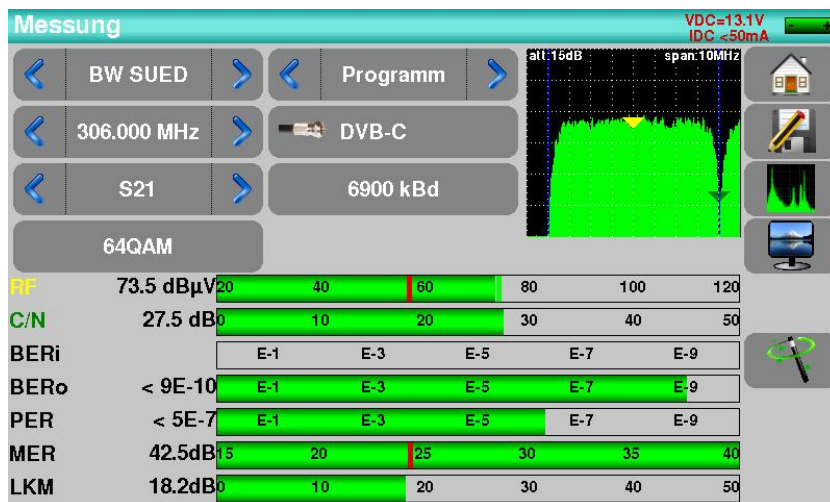 Messung
VDC=13.1V
IDC <50mA
BW SUED
Programm
att:15dB span:10MHz
306.000 MHz
DVB-C
S21
6900 kBd
64QAM
RF 73.5 dBµV 20 40 60 80 100 120
C/N 27.5 dB 0 10 20 30 40 50
BERi E-1 E-3 E-5 E-7 E-9
BERo < 9E-10 E-1 E-3 E-5 E-7 E-9
PER < 5E-7 E-1 E-3 E-5 E-7 E-9
MER 42.5dB 15 20 25 30 35 40
LKM 18.2dB 0 10 20 30 40 50